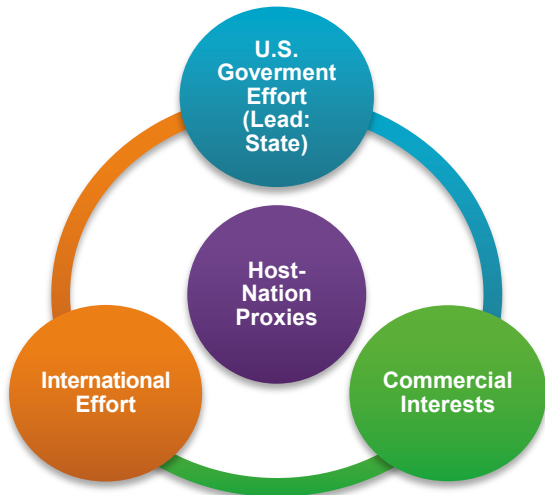 U.S.
Goverment
Effort
(Lead:
State)
Host-
Nation
Proxies
International
Effort
Commercial
Interests